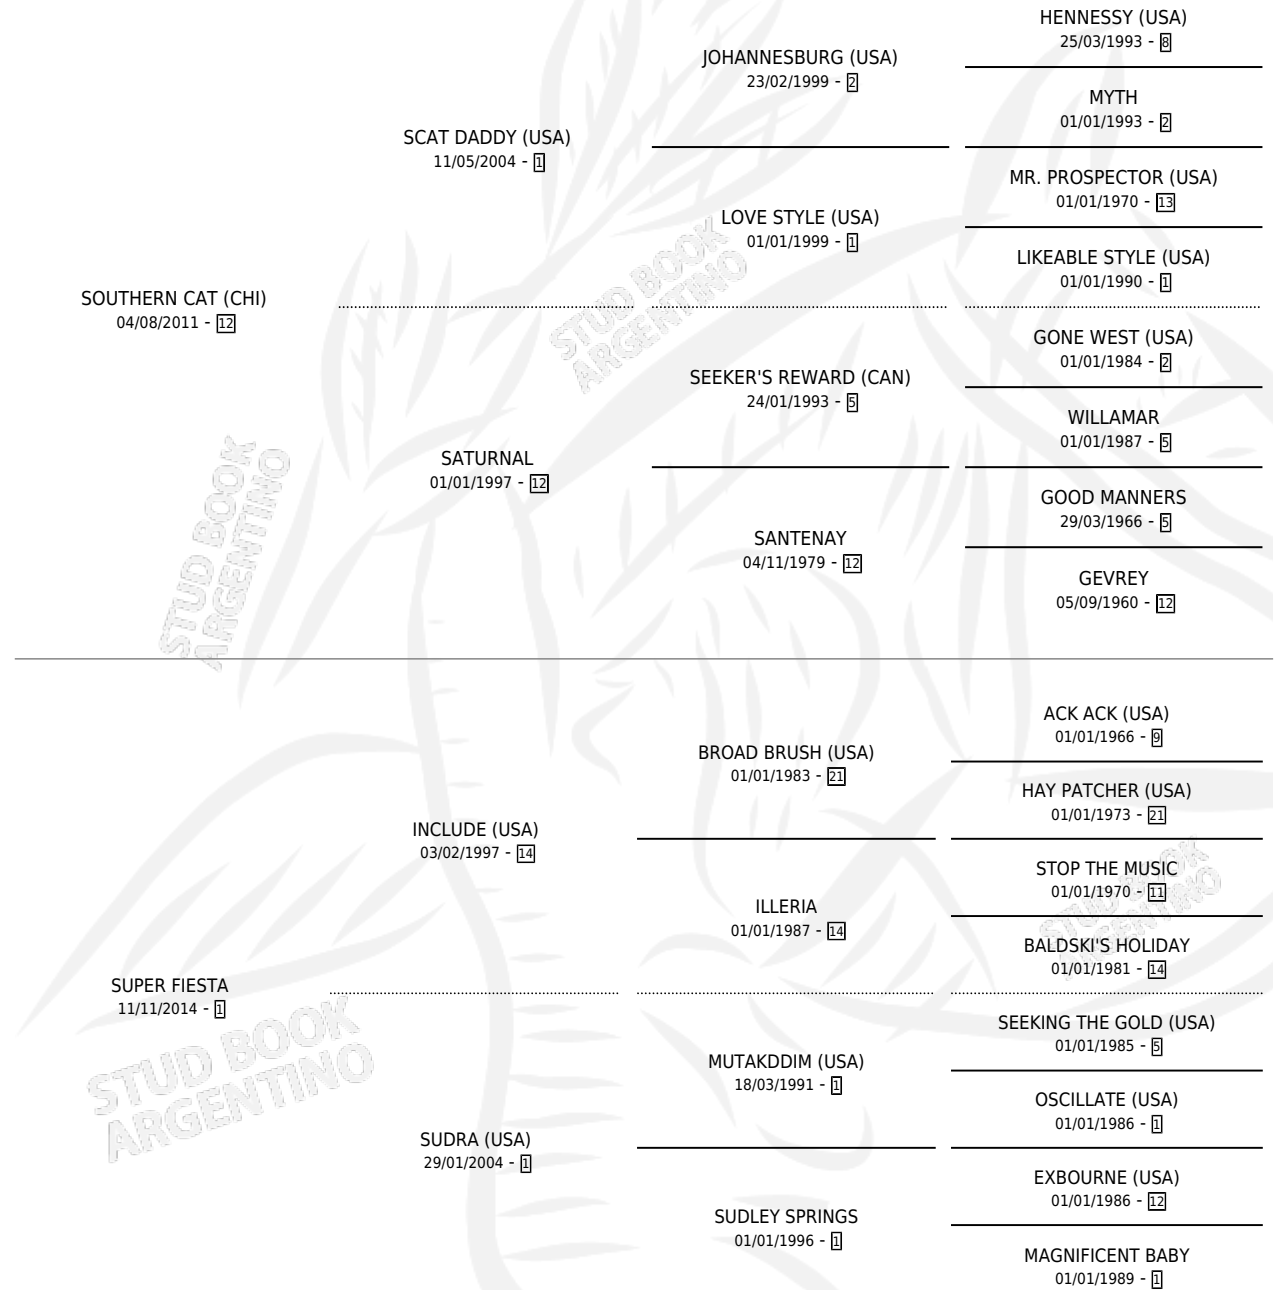 HENNESSY (USA)
25/03/1993 - 8
JOHANNESBURG (USA)
23/02/1999 - 2
MYTH
01/01/1993 - 2
SCAT DADDY (USA)
11/05/2004 - 1
MR. PROSPECTOR (USA)
01/01/1970 - 13
LOVE STYLE (USA)
01/01/1999 - 1
LIKEABLE STYLE (USA)
01/01/1990 - 1
SOUTHERN CAT (CHI)
04/08/2011 - 12
STUD BOOK
ARGENTINO
GONE WEST (USA)
01/01/1984 - 2
SEEKER'S REWARD (CAN)
24/01/1993 - 5
WILLAMAR
01/01/1987 - 5
SATURNAL
01/01/1997 - 12
GOOD MANNERS
29/03/1966 - 5
SANTENAY
04/11/1979 - 12
GEVREY
05/09/1960 - 12
STUD BOOK
ARGENTINO
ACK ACK (USA)
01/01/1966 - 9
BROAD BRUSH (USA)
01/01/1983 - 21
HAY PATCHER (USA)
01/01/1973 - 21
INCLUDE (USA)
03/02/1997 - 14
STOP THE MUSIC
01/01/1970 - 11
ILLERIA
01/01/1987 - 14
BALDSKI'S HOLIDAY
01/01/1981 - 14
STUD BOOK
ARGENTINO
SUPER FIESTA
11/11/2014 - 1
SEEKING THE GOLD (USA)
01/01/1985 - 5
MUTAKDDIM (USA)
18/03/1991 - 1
OSCILLATE (USA)
01/01/1986 - 1
STUD BOOK
ARGENTINO
SUDRA (USA)
29/01/2004 - 1
EXBOURNE (USA)
01/01/1986 - 12
SUDLEY SPRINGS
01/01/1996 - 1
MAGNIFICENT BABY
01/01/1989 - 1